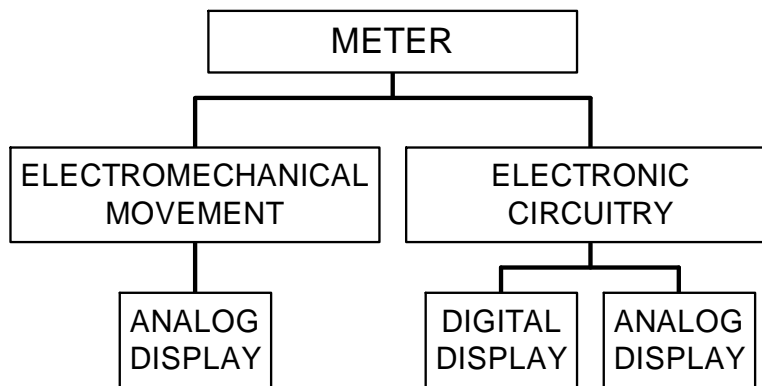 METER
ELECTROMECHANICAL
MOVEMENT
ELECTRONIC
CIRCUITRY
ANALOG
DISPLAY
DIGITAL
DISPLAY
ANALOG
DISPLAY